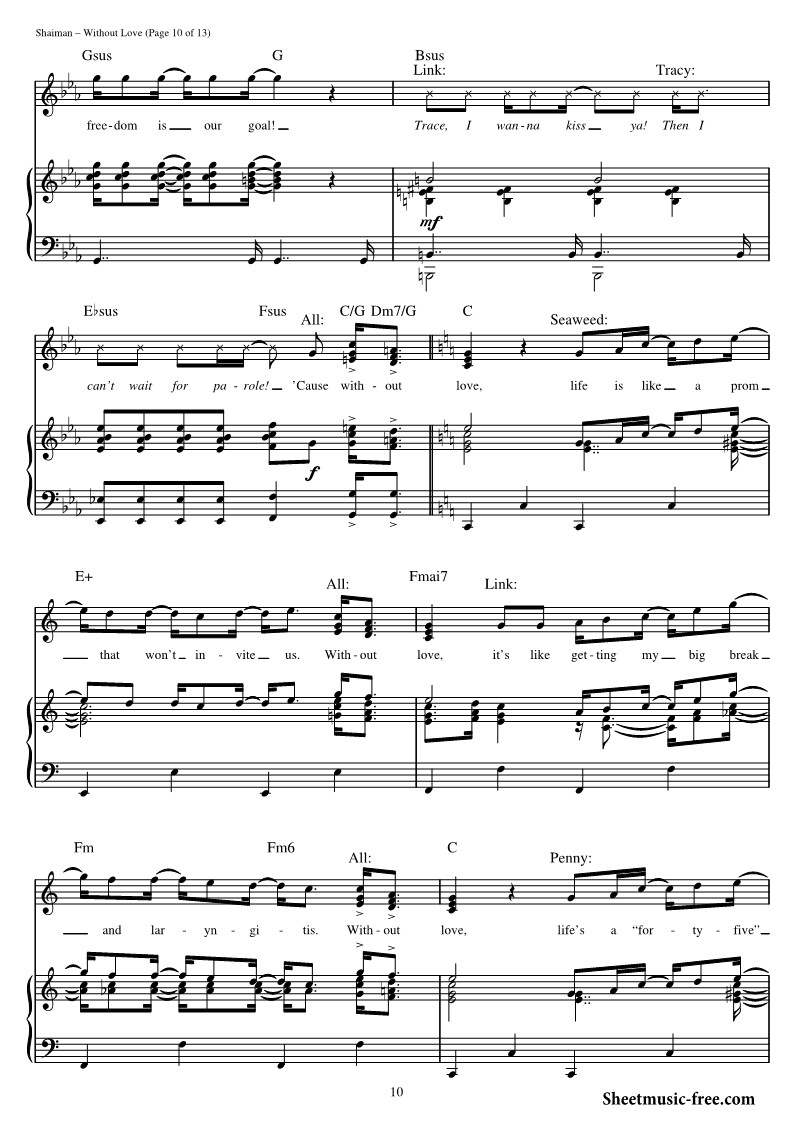 Shaiman – Without Love (Page 10 of 13)
Gsus G Bsus
Link: Tracy:
free-dom is our goal! Trace, I wan-na kiss ya! Then I
mf
E♭sus Fsus C/G Dm7/G C
All: Seaweed:
can't wait for pa-role! 'Cause with-out love, life is like a prom
f
E+ Fmai7
All: Link:
that won't in-vite us. With-out love, it's like get-ting my big break
Fm Fm6 C
All: Penny:
and lar-yn-gi-tis. With-out love, life's a “for-ty-five”
10
Sheetmusic-free.com